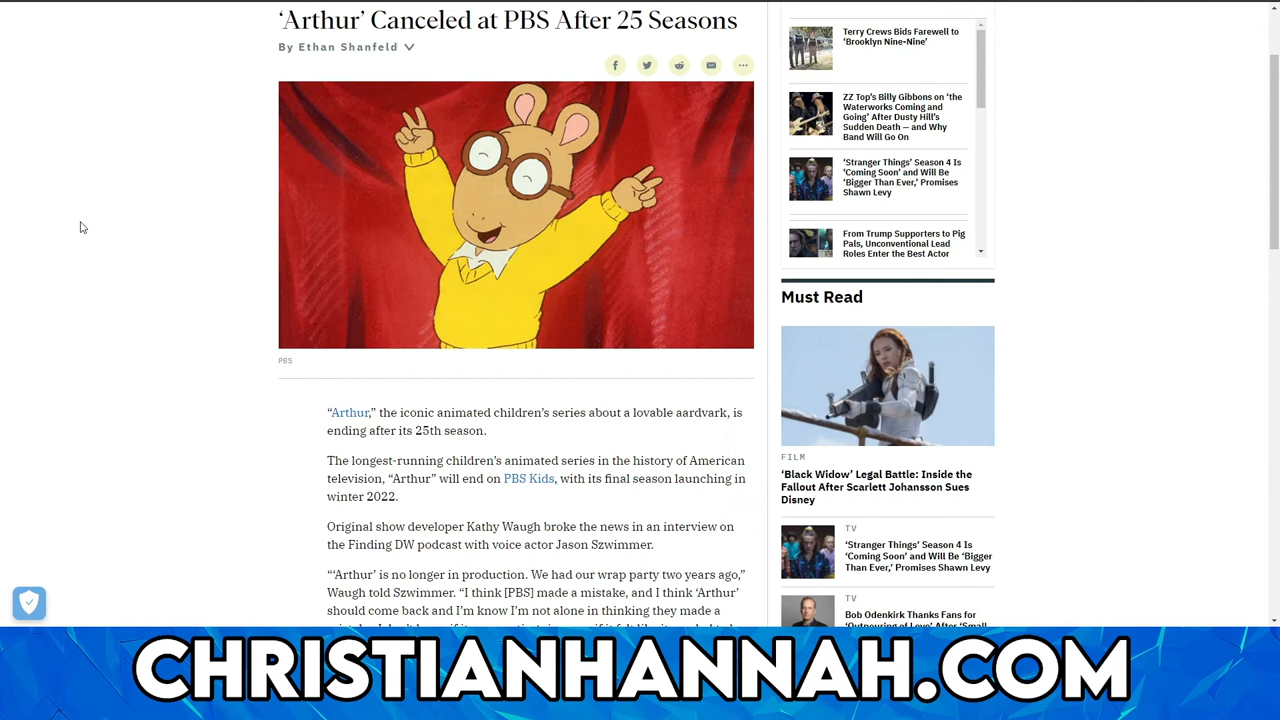 ‘Arthur’ Canceled at PBS After 25 Seasons
By Ethan Shanfeld
PBS
“Arthur,” the iconic animated children’s series about a lovable aardvark, is
ending after its 25th season.
The longest-running children’s animated series in the history of American
television, “Arthur” will end on PBS Kids, with its final season launching in
winter 2022.
Original show developer Kathy Waugh broke the news in an interview on
the Finding DW podcast with voice actor Jason Szwimmer.
“‘Arthur’ is no longer in production. We had our wrap party two years ago,”
Waugh told Szwimmer. “I think [PBS] made a mistake, and I think ‘Arthur’
should come back and I’m know I’m not alone in thinking they made a
Terry Crews Bids Farewell to
‘Brooklyn Nine-Nine’
ZZ Top’s Billy Gibbons on ‘the
Waterworks Coming and
Going’ After Dusty Hill’s
Sudden Death — and Why
Band Will Go On
‘Stranger Things’ Season 4 Is
‘Coming Soon’ and Will Be
‘Bigger Than Ever,’ Promises
Shawn Levy
From Trump Supporters to Pig
Pals, Unconventional Lead
Roles Enter the Best Actor
Must Read
FILM
‘Black Widow’ Legal Battle: Inside the
Fallout After Scarlett Johansson Sues
Disney
TV
‘Stranger Things’ Season 4 Is
‘Coming Soon’ and Will Be ‘Bigger
Than Ever,’ Promises Shawn Levy
TV
Bob Odenkirk Thanks Fans for
‘Outpouring of Love’ After ‘Small
CHRISTIANHANNAH.COM